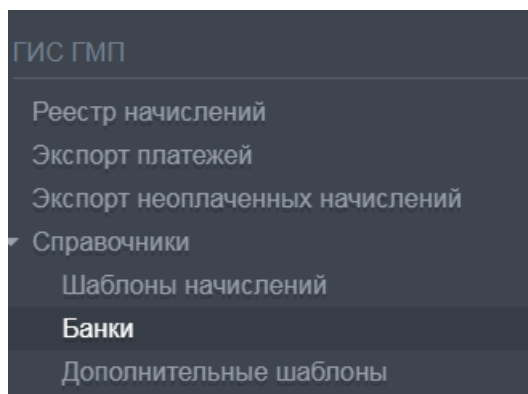 ГИС ГМП
Реестр начислений
Экспорт платежей
Экспорт неоплаченных начислений
Справочники
Шаблоны начислений
Банки
Дополнительные шаблоны